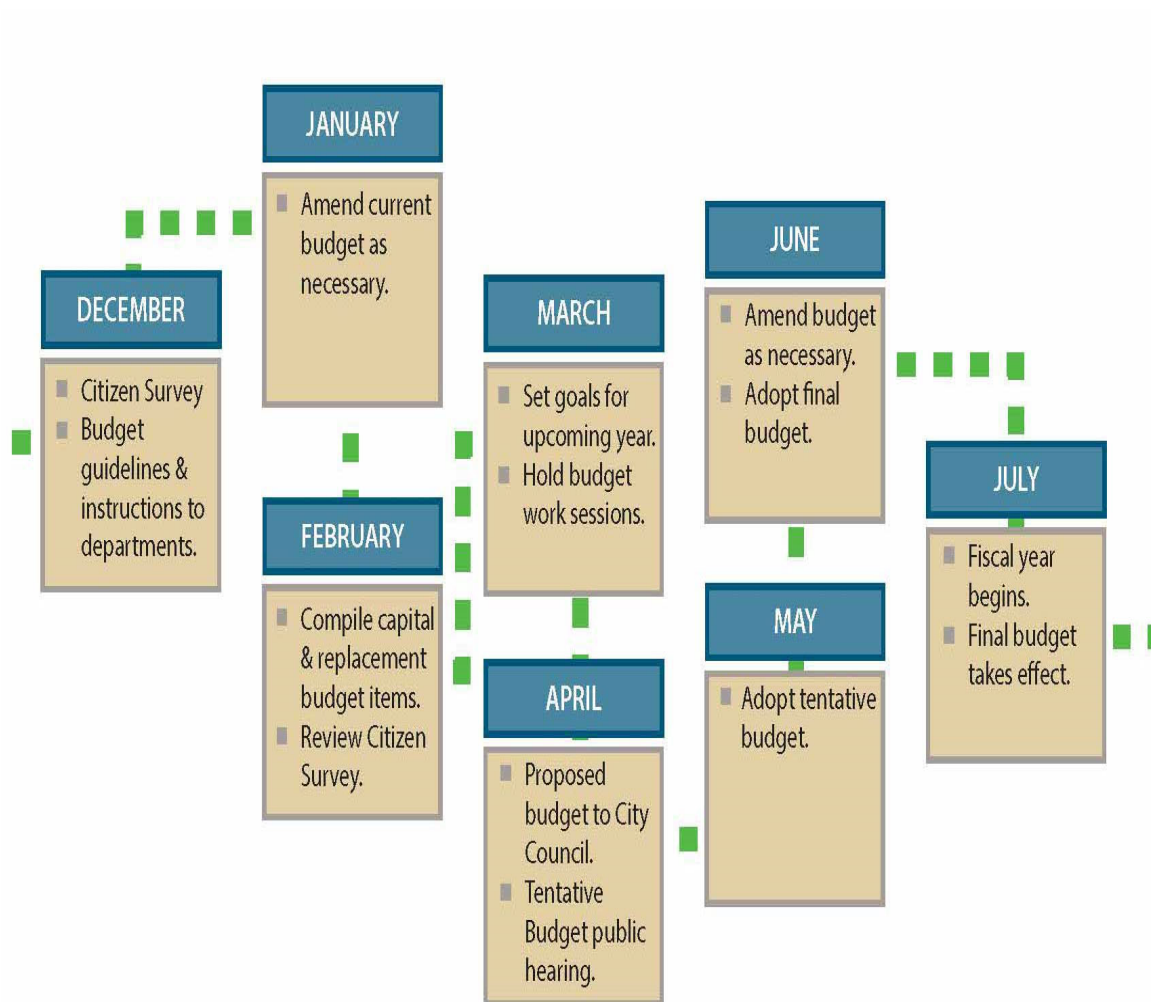 DECEMBER
Citizen Survey
Budget
guidelines &
instructions to
departments.
JANUARY
Amend current
budget as
necessary.
FEBRUARY
Compile capital
& replacement
budget items.
Review Citizen
Survey.
MARCH
Set goals for
upcoming year.
Hold budget
work sessions.
APRIL
Proposed
budget to City
Council.
Tentative
Budget public
hearing.
MAY
Adopt tentative
budget.
JUNE
Amend budget
as necessary.
Adopt final
budget.
JULY
Fiscal year
begins.
Final budget
takes effect.